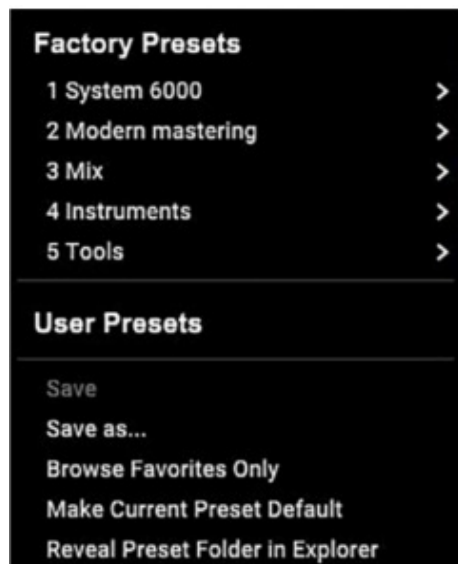 Factory Presets
1 System 6000 >
2 Modern mastering >
3 Mix >
4 Instruments >
5 Tools >
User Presets
Save
Save as...
Browse Favorites Only
Make Current Preset Default
Reveal Preset Folder in Explorer